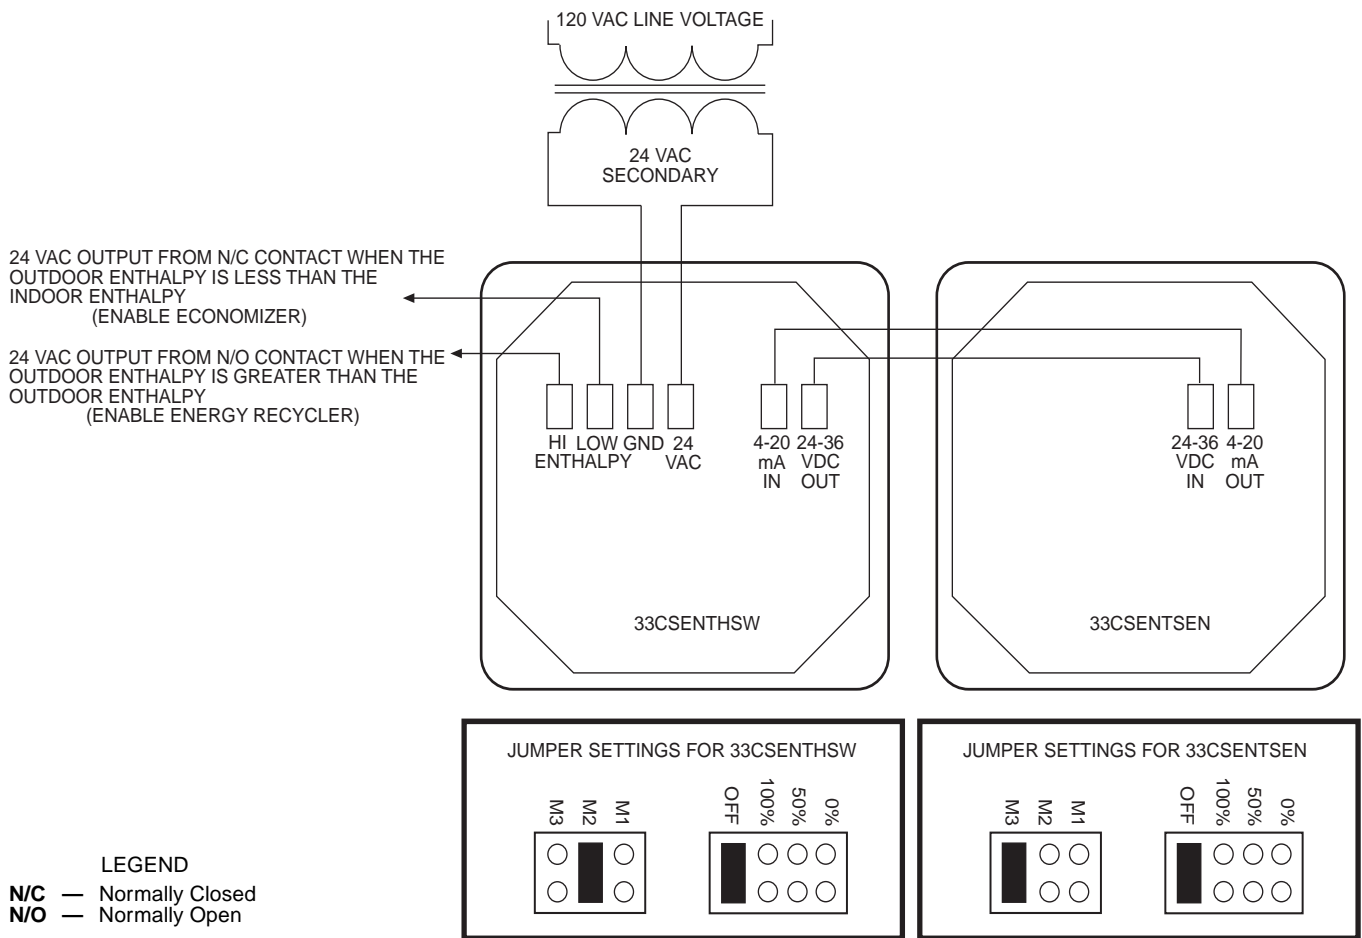 120 VAC LINE VOLTAGE
24 VAC
SECONDARY
24 VAC OUTPUT FROM N/C CONTACT WHEN THE
OUTDOOR ENTHALPY IS LESS THAN THE
INDOOR ENTHALPY
(ENABLE ECONOMIZER)
24 VAC OUTPUT FROM N/O CONTACT WHEN THE
OUTDOOR ENTHALPY IS GREATER THAN THE
OUTDOOR ENTHALPY
(ENABLE ENERGY RECYCLER)
HI LOW GND 24
ENTHALPY VAC
4-20 24-36
mA VDC
IN OUT
24-36 4-20
VDC mA
IN OUT
33CSENTHSW
33CSENTSEN
JUMPER SETTINGS FOR 33CSENTHSW
M3 M2 M1
OFF 100% 50% 0%
JUMPER SETTINGS FOR 33CSENTSEN
M3 M2 M1
OFF 100% 50% 0%
LEGEND
N/C — Normally Closed
N/O — Normally Open